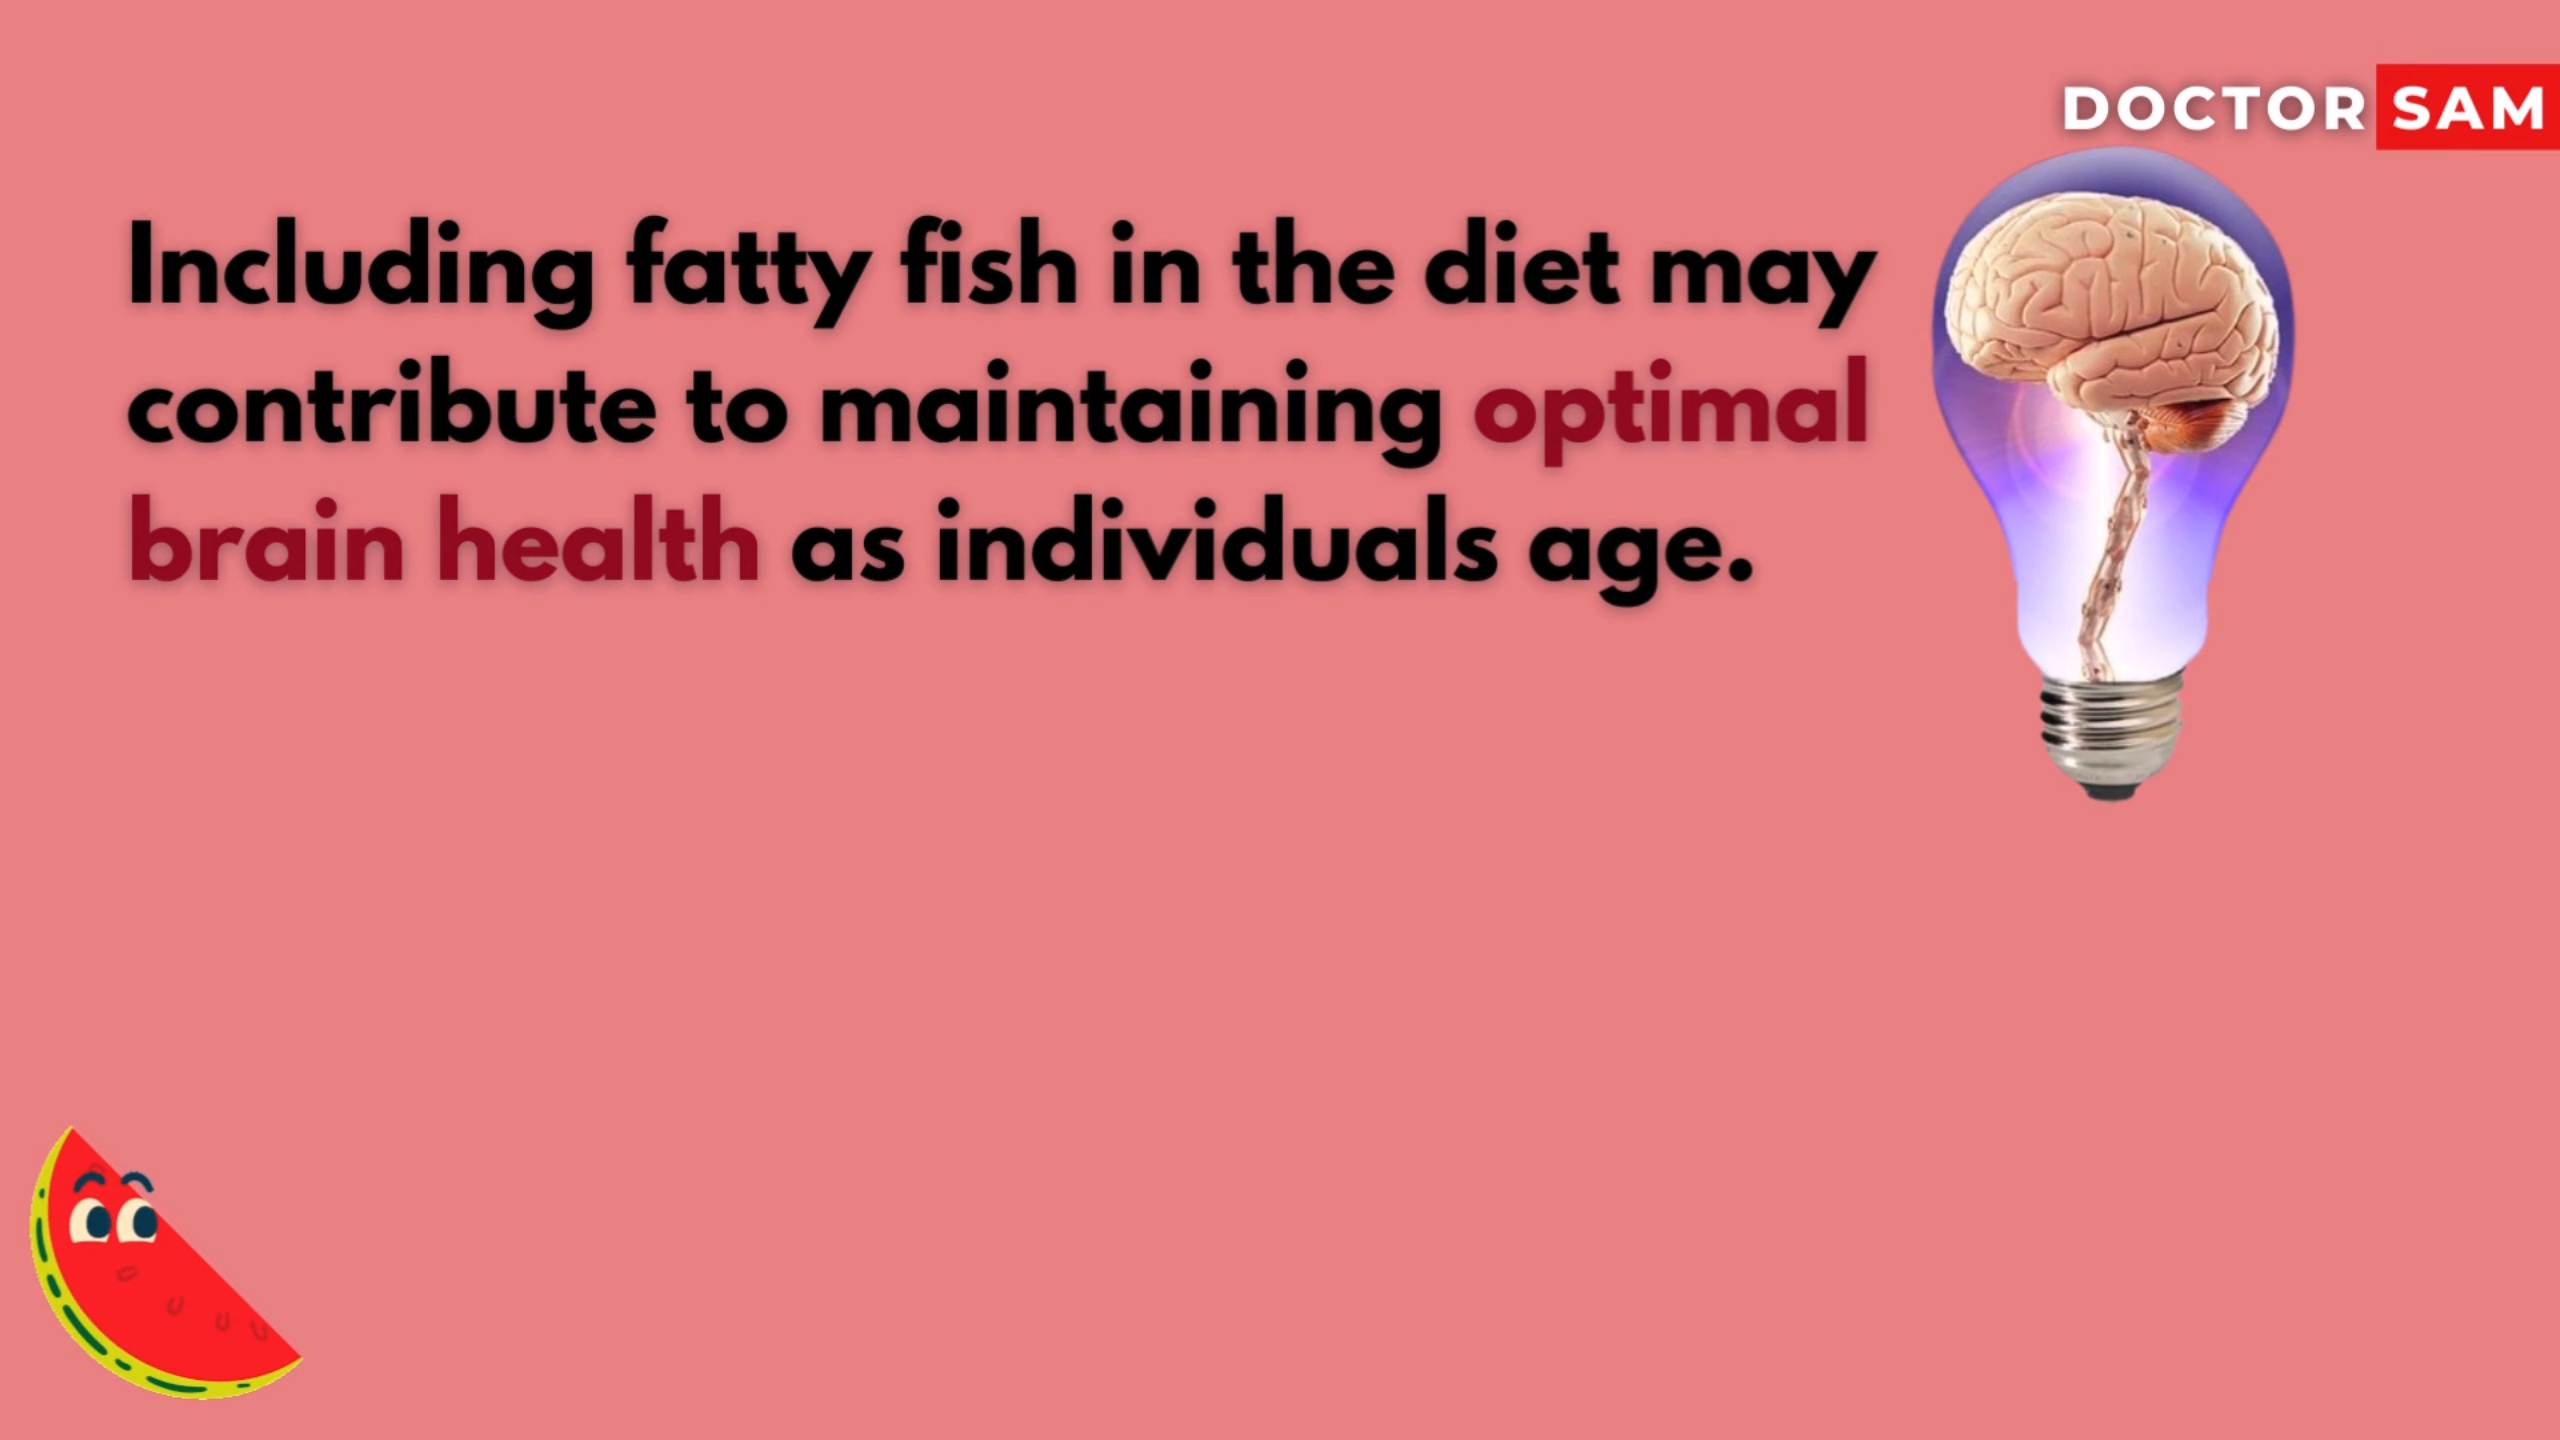 DOCTOR SAM
Including fatty fish in the diet may
contribute to maintaining optimal
brain health as individuals age.